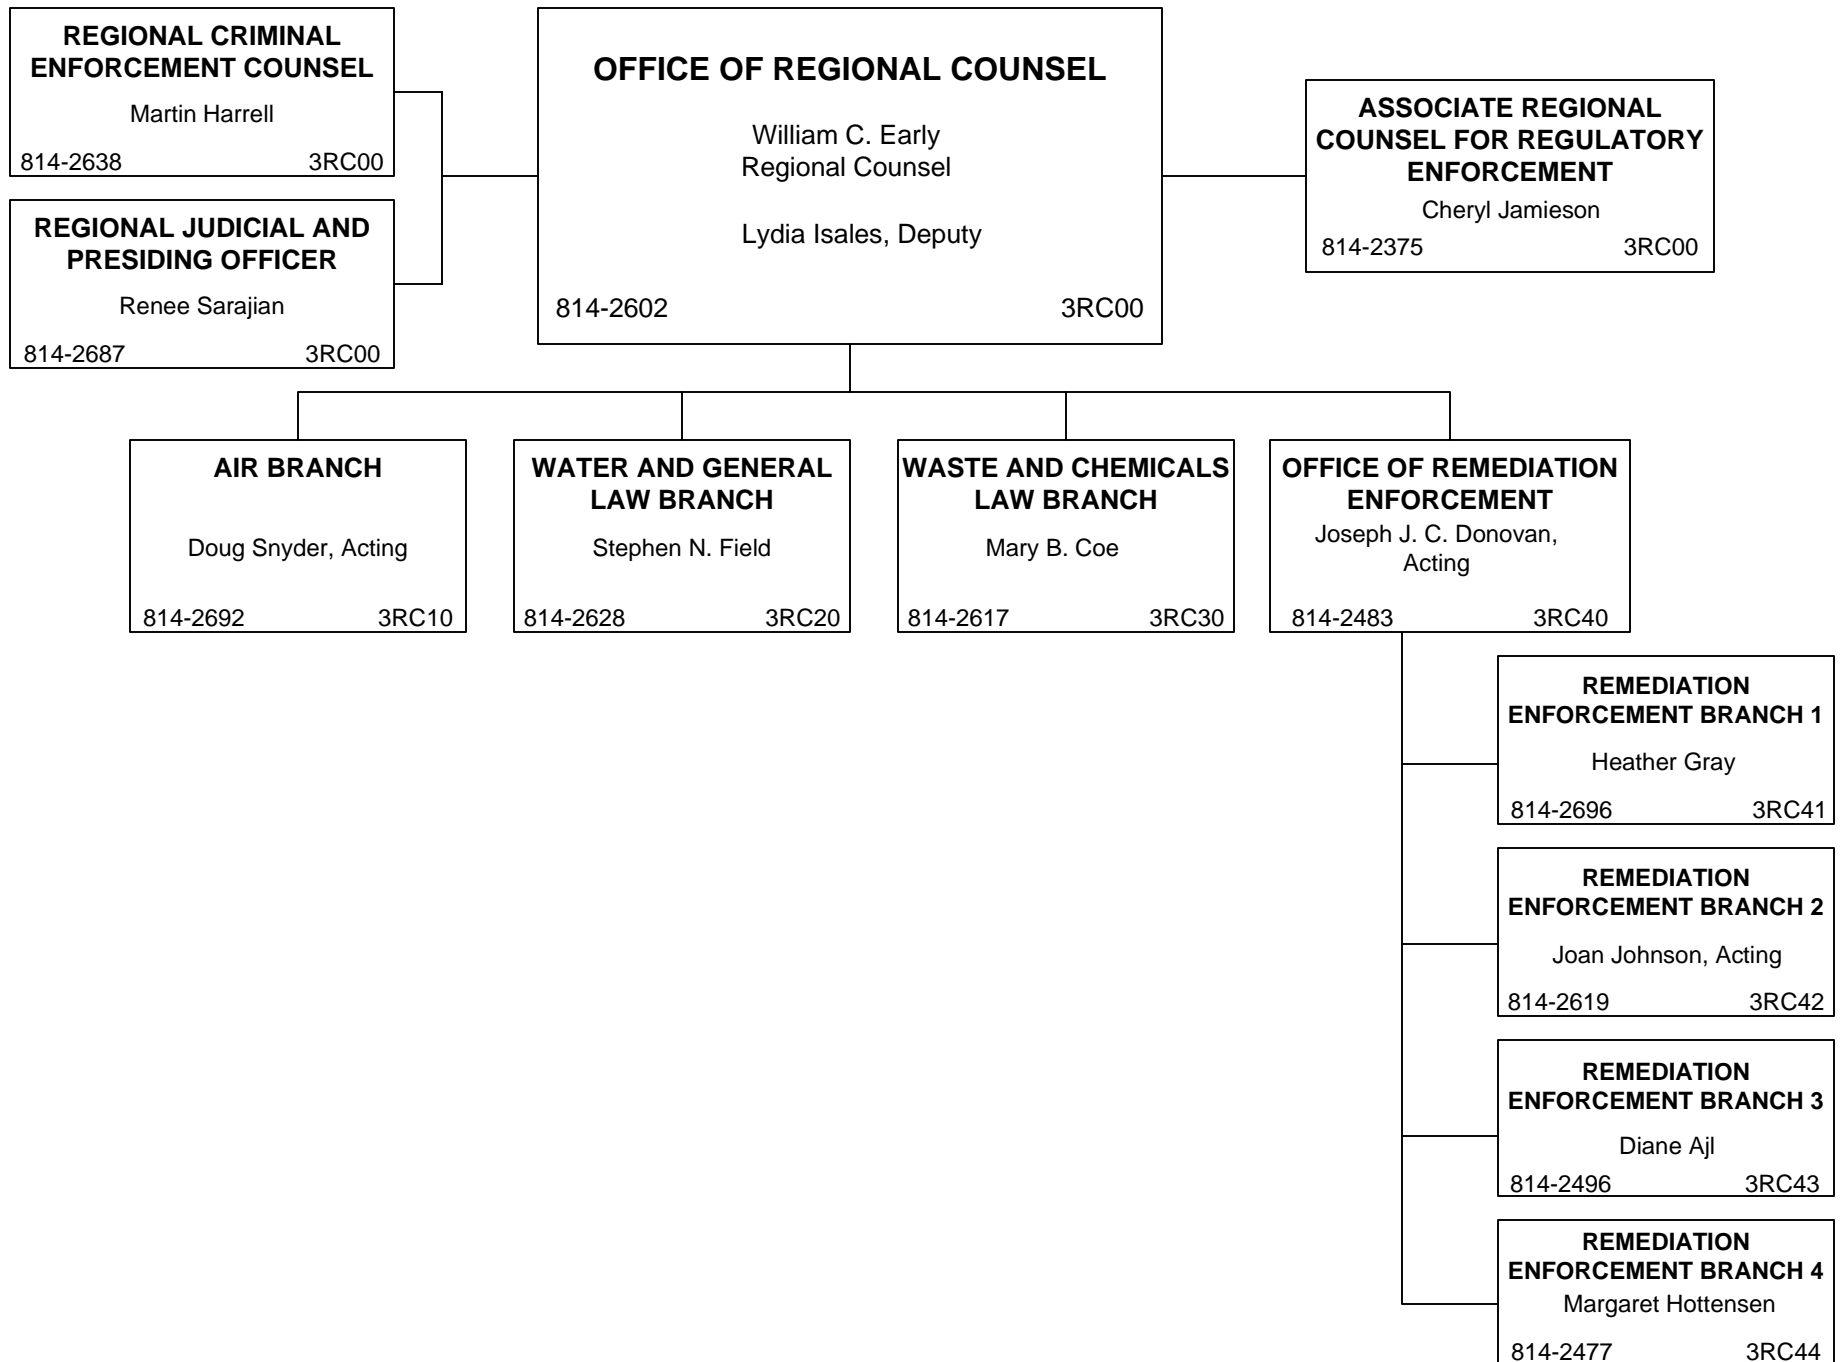 REGIONAL CRIMINAL
ENFORCEMENT COUNSEL
Martin Harrell
814-2638 3RC00
REGIONAL JUDICIAL AND
PRESIDING OFFICER
Renee Sarajian
814-2687 3RC00
OFFICE OF REGIONAL COUNSEL
William C. Early
Regional Counsel
Lydia Isales, Deputy
814-2602 3RC00
ASSOCIATE REGIONAL
COUNSEL FOR REGULATORY
ENFORCEMENT
Cheryl Jamieson
814-2375 3RC00
AIR BRANCH
Doug Snyder, Acting
814-2692 3RC10
WATER AND GENERAL
LAW BRANCH
Stephen N. Field
814-2628 3RC20
WASTE AND CHEMICALS
LAW BRANCH
Mary B. Coe
814-2617 3RC30
OFFICE OF REMEDIATION
ENFORCEMENT
Joseph J. C. Donovan,
Acting
814-2483 3RC40
REMEDIATION
ENFORCEMENT BRANCH 1
Heather Gray
814-2696 3RC41
REMEDIATION
ENFORCEMENT BRANCH 2
Joan Johnson, Acting
814-2619 3RC42
REMEDIATION
ENFORCEMENT BRANCH 3
Diane Ajl
814-2496 3RC43
REMEDIATION
ENFORCEMENT BRANCH 4
Margaret Hottensen
814-2477 3RC44